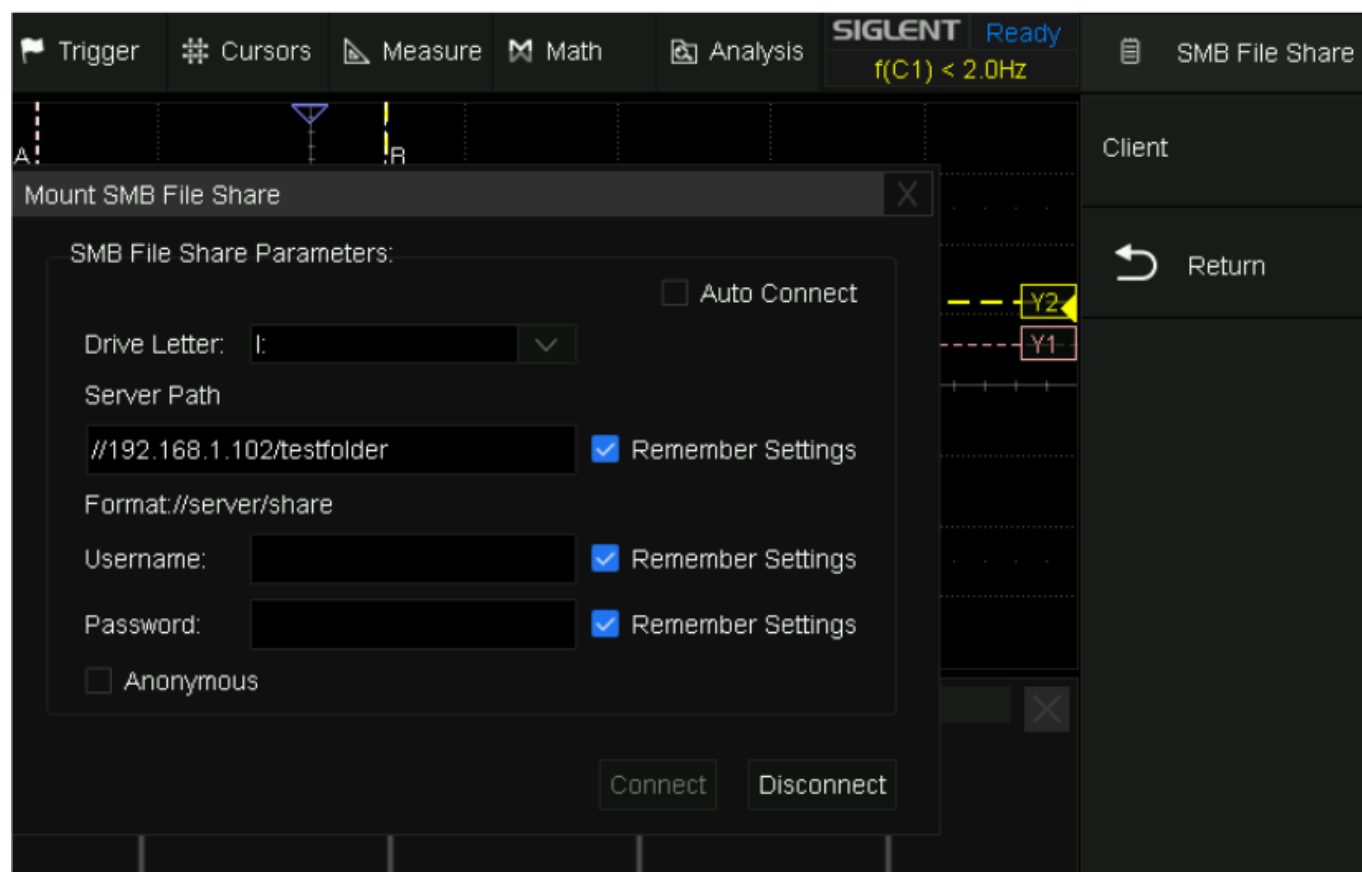 Trigger Cursors Measure Math Analysis SIGLENT Ready SMB File Share
f(C1) < 2.0Hz
A B
Client
Mount SMB File Share X
SMB File Share Parameters:
Return
Auto Connect
Y2
Drive Letter: I:
Y1
Server Path
//192.168.1.102/testfolder Remember Settings
Format://server/share
Username: Remember Settings
Password: Remember Settings
Anonymous
Connect Disconnect